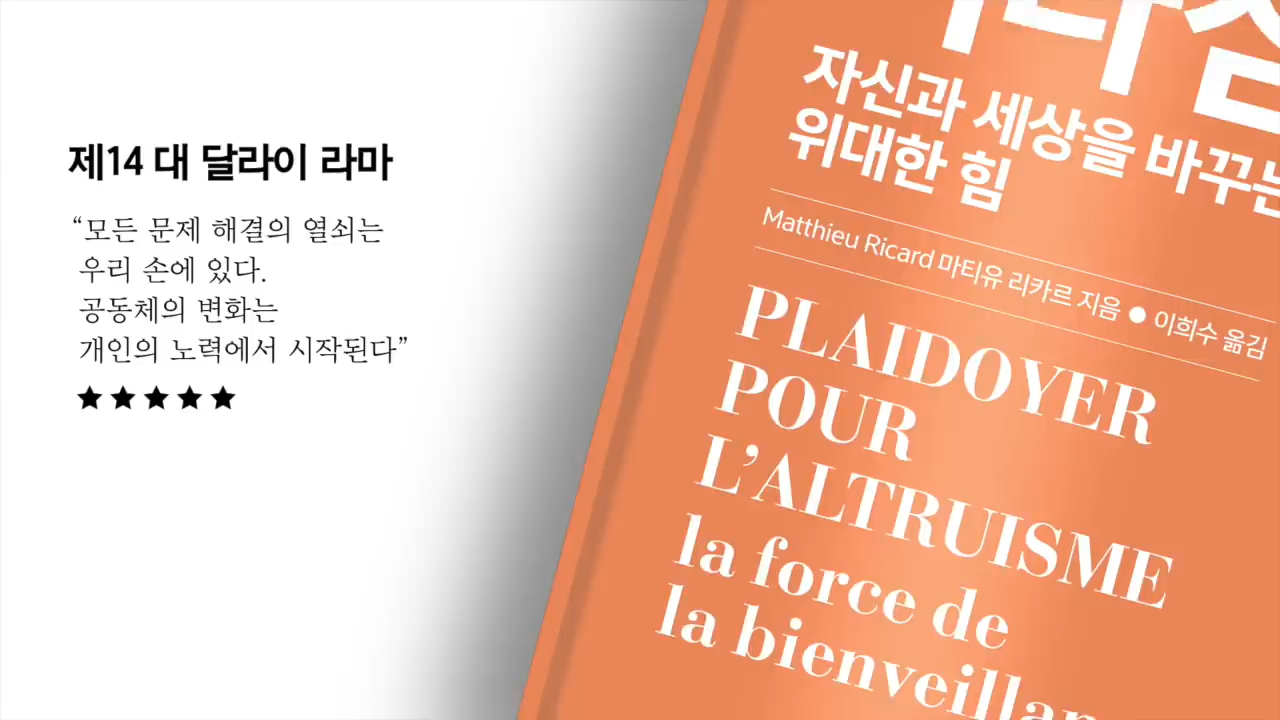 제14 대 달라이 라마
“모든 문제 해결의 열쇠는
우리 손에 있다.
공동체의 변화는
개인의 노력에서 시작된다”
자신과 세상을 바꾸는
위대한 힘
Matthieu Ricard 마티유 리카르 지음 ● 이희수 옮김
PLAIDOYER
POUR
L’ALTRUISME
la force de
la